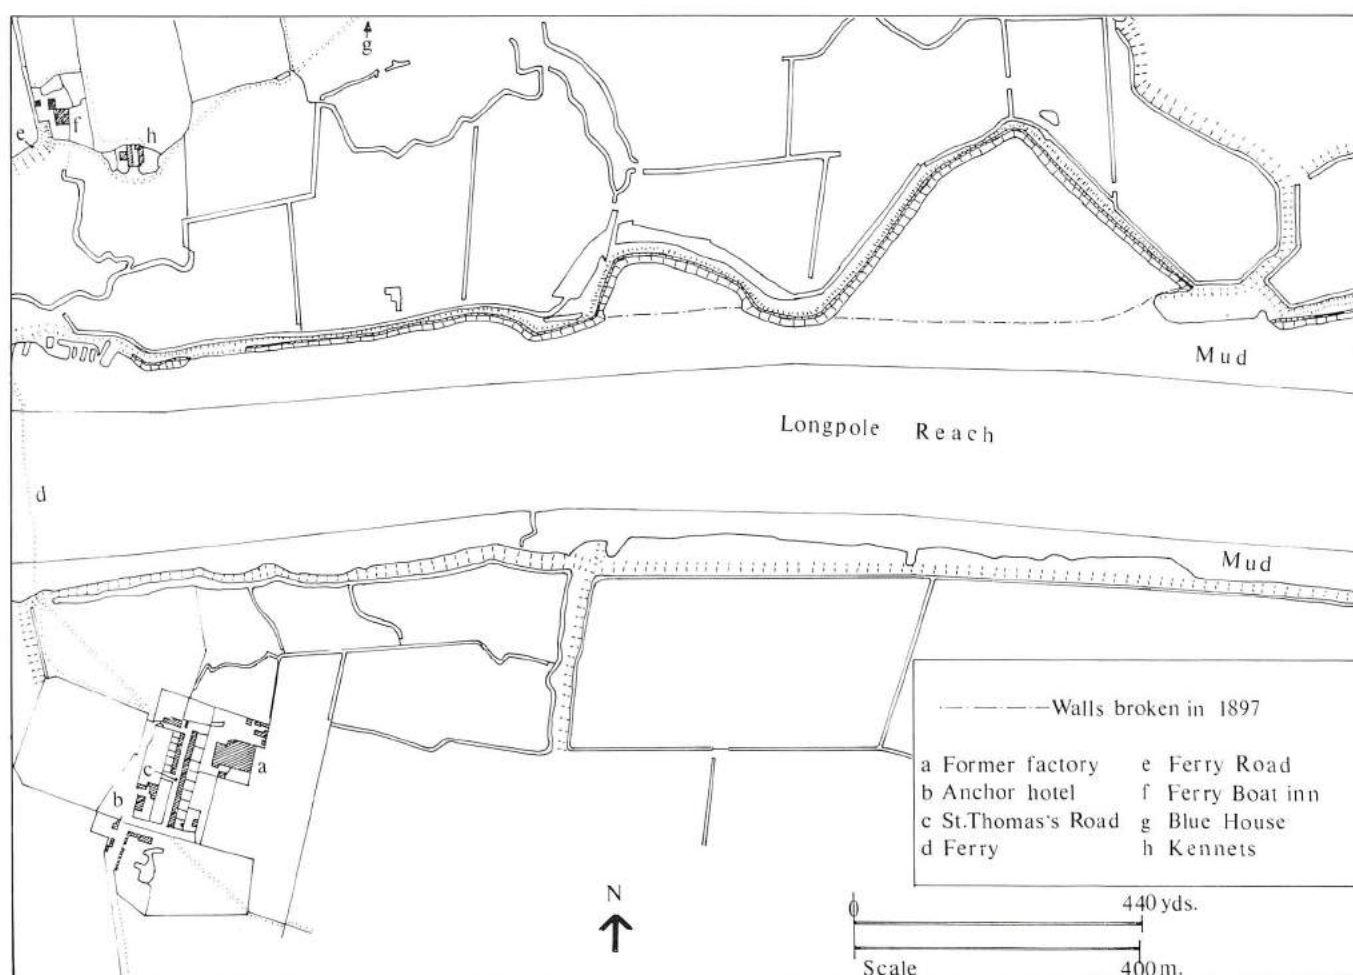 g
e
f
h
Mud
Longpole Reach
d
Mud
Walls broken in 1897
a Former factory
b Anchor hotel
c St.Thomas's Road
d Ferry
e Ferry Road
f Ferry Boat inn
g Blue House
h Kennets
c
a
b
N
0
440 yds.
Scale
400 m.